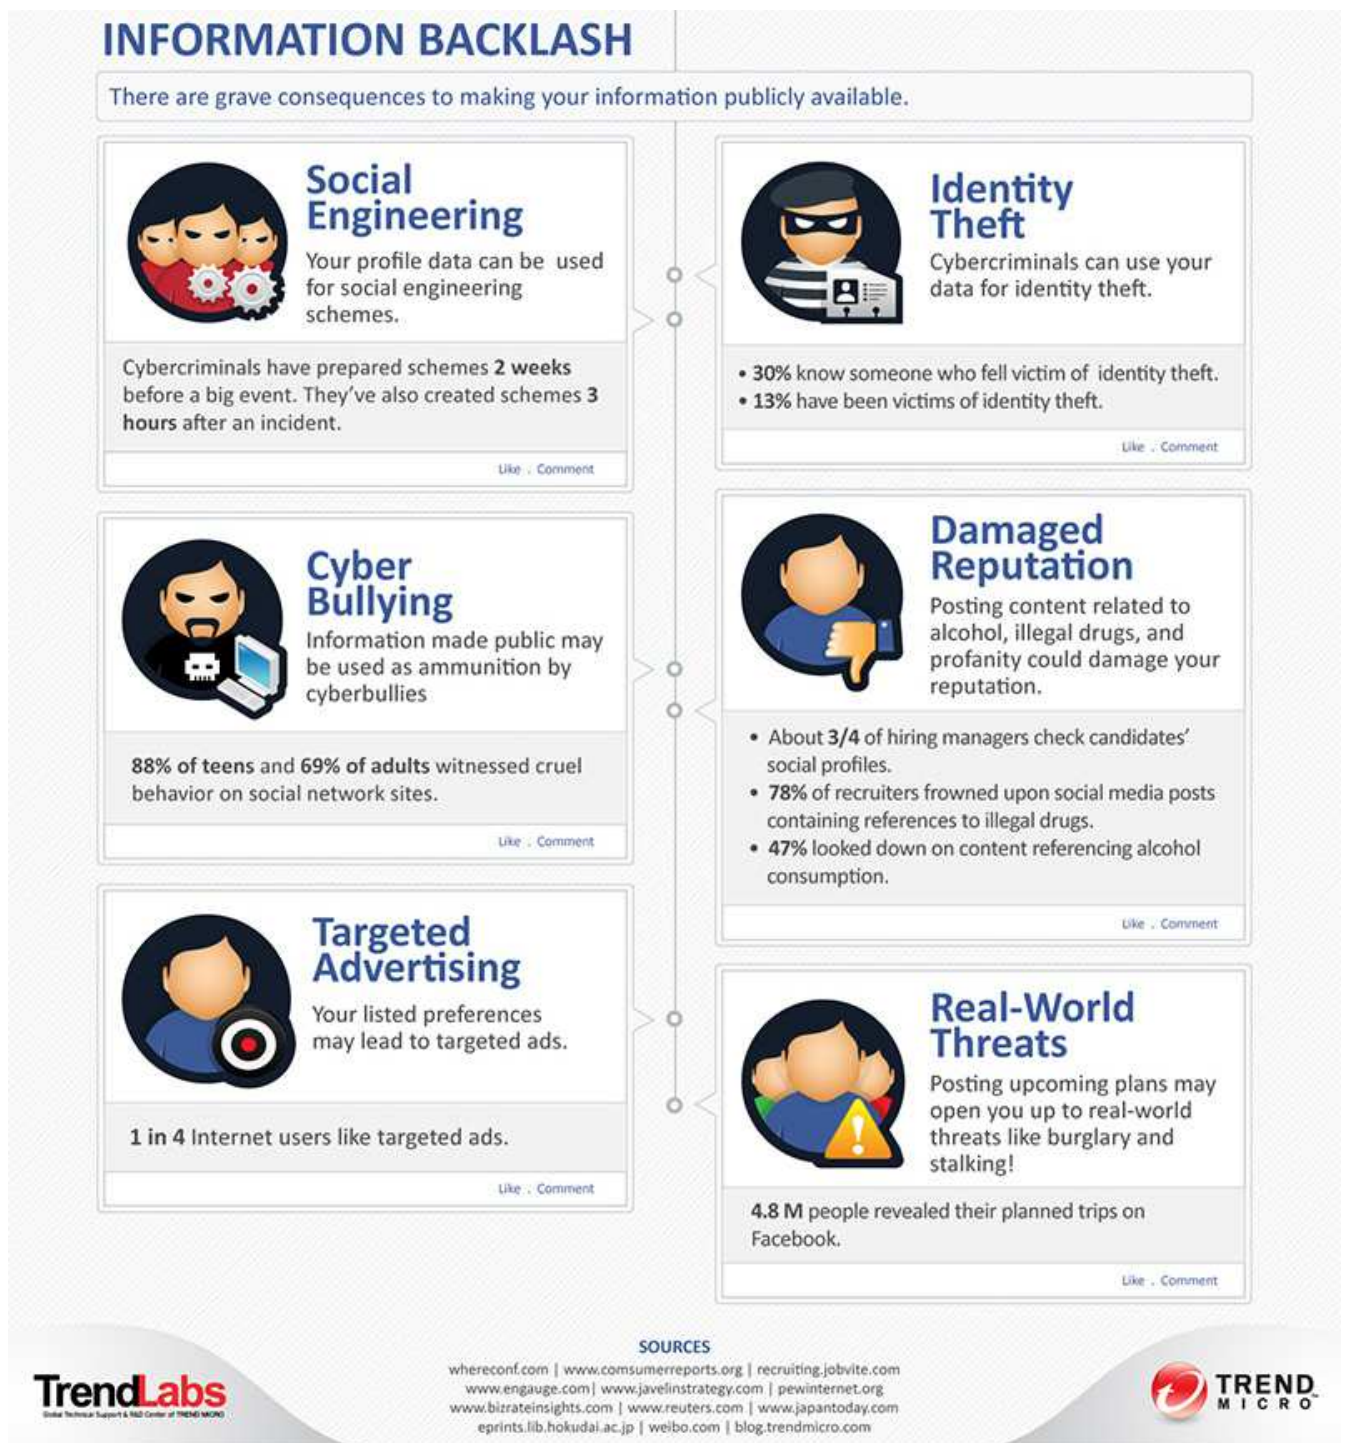 INFORMATION BACKLASH
There are grave consequences to making your information publicly available.
Social
Engineering
Your profile data can be used
for social engineering
schemes.
Cybercriminals have prepared schemes 2 weeks
before a big event. They've also created schemes 3
hours after an incident.
Like . Comment
Identity
Theft
Cybercriminals can use your
data for identity theft.
• 30% know someone who fell victim of identity theft.
• 13% have been victims of identity theft.
Like . Comment
Cyber
Bullying
Information made public may
be used as ammunition by
cyberbullies
88% of teens and 69% of adults witnessed cruel
behavior on social network sites.
Like . Comment
Damaged
Reputation
Posting content related to
alcohol, illegal drugs, and
profanity could damage your
reputation.
• About 3/4 of hiring managers check candidates'
social profiles.
• 78% of recruiters frowned upon social media posts
containing references to illegal drugs.
• 47% looked down on content referencing alcohol
consumption.
Like . Comment
Targeted
Advertising
Your listed preferences
may lead to targeted ads.
1 in 4 Internet users like targeted ads.
Like . Comment
Real-World
Threats
Posting upcoming plans may
open you up to real-world
threats like burglary and
stalking!
4.8 M people revealed their planned trips on
Facebook.
Like . Comment
SOURCES
whereconf.com | www.comsumerreports.org | recruiting.jobvite.com
www.engauge.com| www.javelinstrategy.com | pewinternet.org
www.bizrateinsights.com | www.reuters.com | www.japantoday.com
eprints.lib.hokudai.ac.jp | weibo.com | blog.trendmicro.com
TrendLabs
Global Technical Support & R&D Center of TREND MICRO
TREND
MICRO™